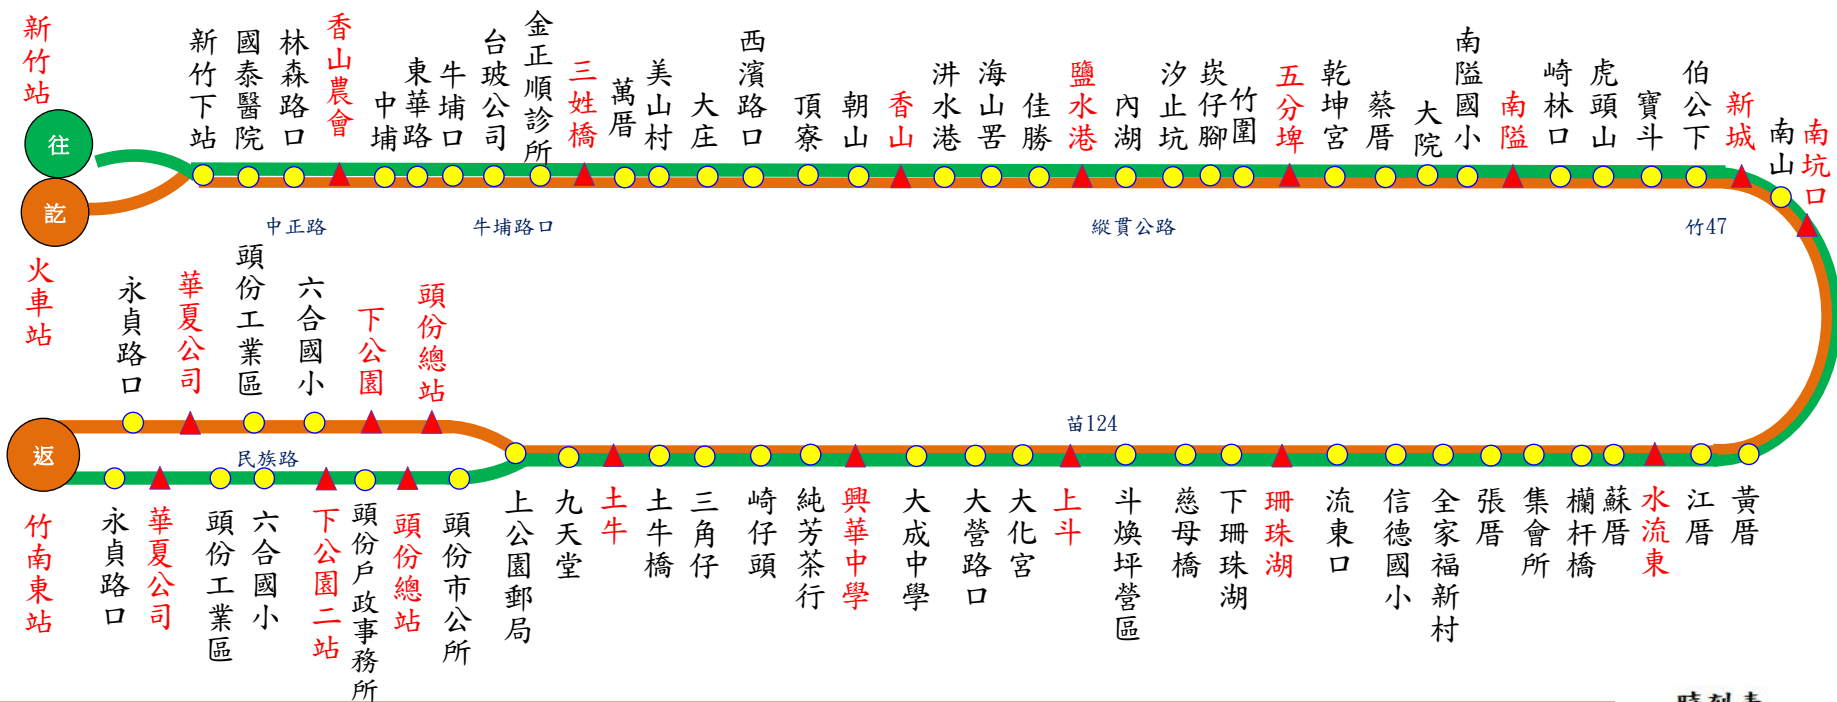 新竹站
往
訖
火車站
新竹下站
國泰醫院
林森路口
香山農會
中埔
東華路
牛埔口
台玻公司
金正順診所
三姓橋
萬厝
美山村
大庄
西濱路口
頂寮
朝山
香山
汫水港
海山罟
佳勝
鹽水港
內湖
汐止坑
崁仔腳
竹圍
五分埤
乾坤宮
蔡厝
大院
南隘國小
南隘
崎林口
虎頭山
寶斗
伯公下
新城
南山
南坑口
中正路
牛埔路口
縱貫公路
竹47
永貞路口
華夏公司
頭份工業區
六合國小
下公園
頭份總站
苗124
返
民族路
竹南東站
永貞路口
華夏公司
頭份工業區
六合國小
下公園二站
頭份戶政事務所
頭份總站
頭份市公所
上公園郵局
九天堂
土牛
土牛橋
三角仔
崎仔頭
純芳茶行
興華中學
大成中學
大營路口
大化宮
上斗
斗煥坪營區
慈母橋
下珊珠湖
珊珠湖
流東口
信德國小
全家福新村
張厝
集會所
欄杆橋
蘇厝
水流東
江厝
黃厝
時刻表